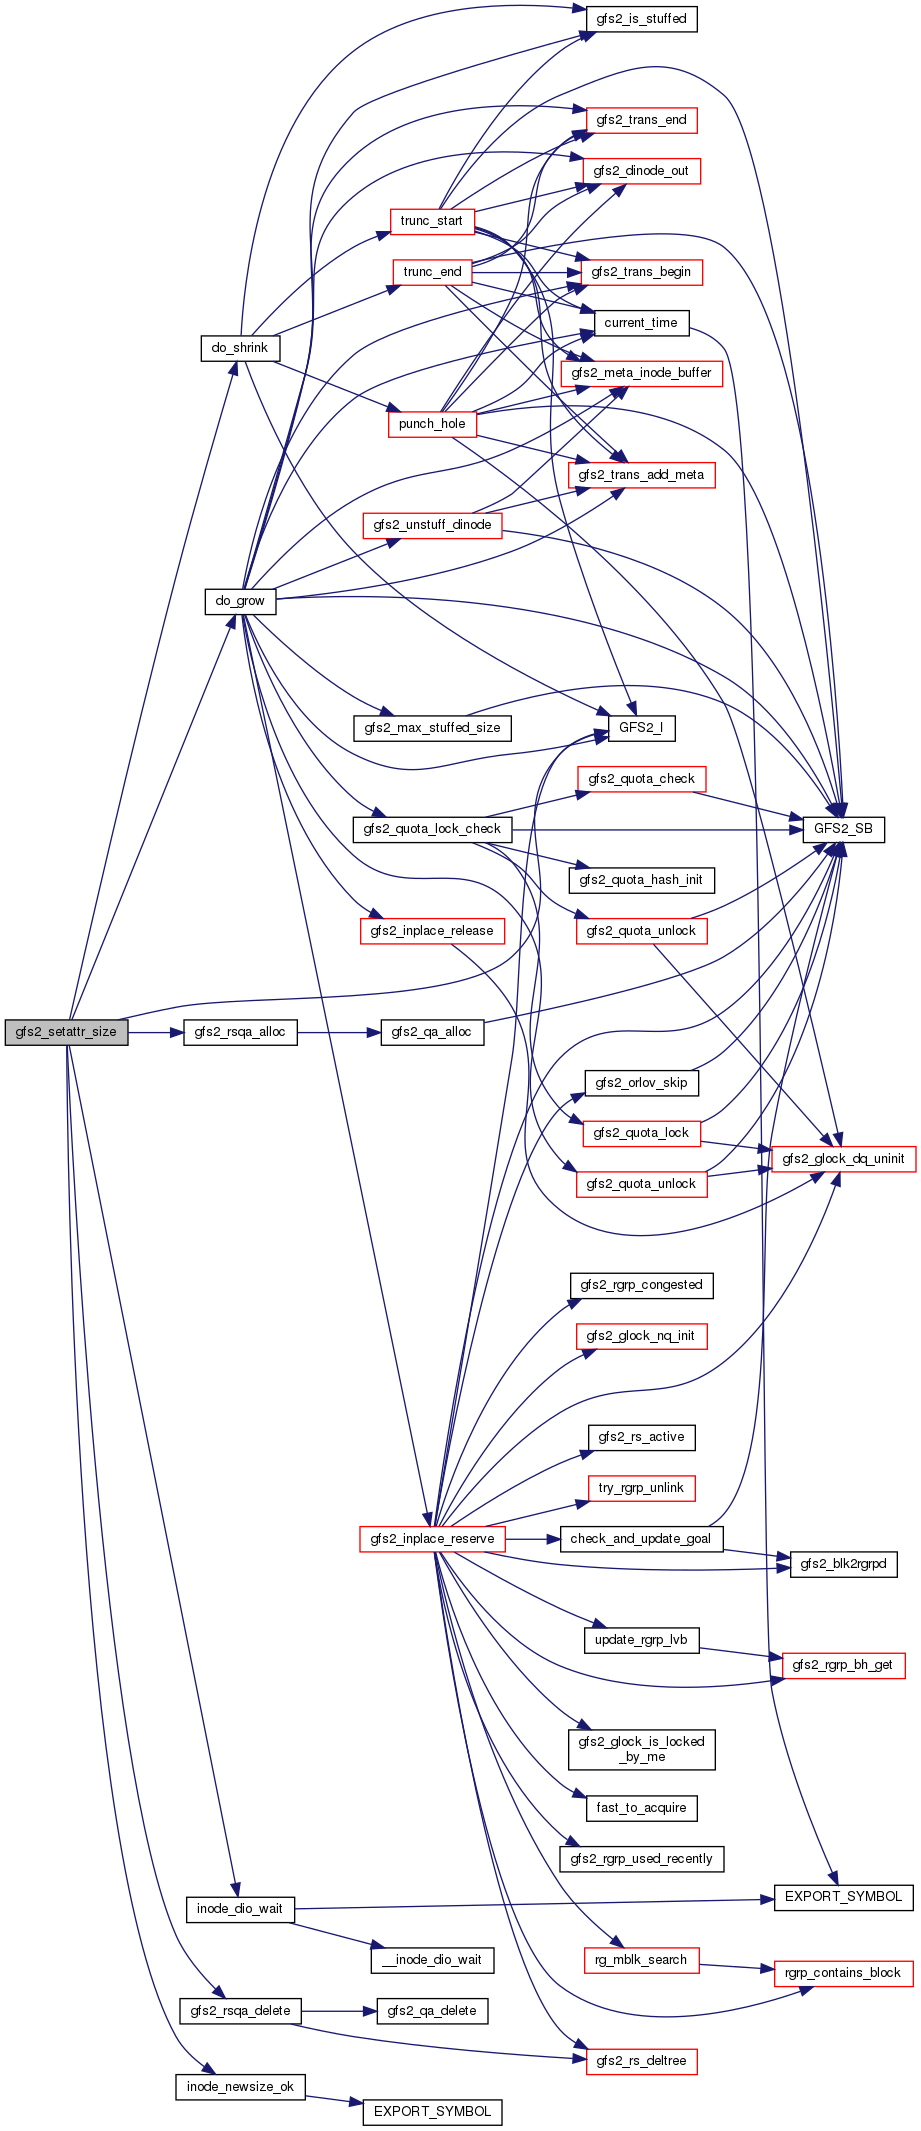 gfs2_is_stuffed
gfs2_trans_end
gfs2_dinode_out
trunc_start
trunc_end
gfs2_trans_begin
current_time
do_shrink
gfs2_meta_inode_buffer
punch_hole
gfs2_trans_add_meta
gfs2_unstuff_dinode
do_grow
gfs2_max_stuffed_size
GFS2_I
gfs2_quota_check
gfs2_quota_lock_check
GFS2_SB
gfs2_quota_hash_init
gfs2_inplace_release
gfs2_quota_unlock
gfs2_setattr_size
gfs2_rsqa_alloc
gfs2_qa_alloc
gfs2_orlov_skip
gfs2_quota_lock
gfs2_glock_dq_uninit
gfs2_quota_unlock
gfs2_rgrp_congested
gfs2_glock_nq_init
gfs2_rs_active
try_rgrp_unlink
gfs2_inplace_reserve
check_and_update_goal
gfs2_blk2rgrpd
update_rgrp_lvb
gfs2_rgrp_bh_get
gfs2_glock_is_locked
_by_me
fast_to_acquire
gfs2_rgrp_used_recently
EXPORT_SYMBOL
inode_dio_wait
__inode_dio_wait
rg_mblk_search
rgrp_contains_block
gfs2_rsqa_delete
gfs2_qa_delete
gfs2_rs_deltree
inode_newsize_ok
EXPORT_SYMBOL